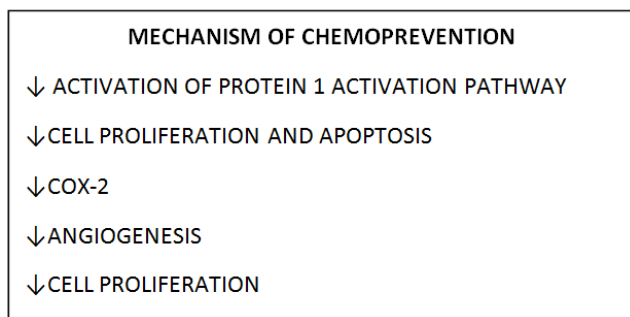 MECHANISM OF CHEMOPREVENTION
↓ ACTIVATION OF PROTEIN 1 ACTIVATION PATHWAY
↓CELL PROLIFERATION AND APOPTOSIS
↓COX-2
↓ANGIOGENESIS
↓CELL PROLIFERATION